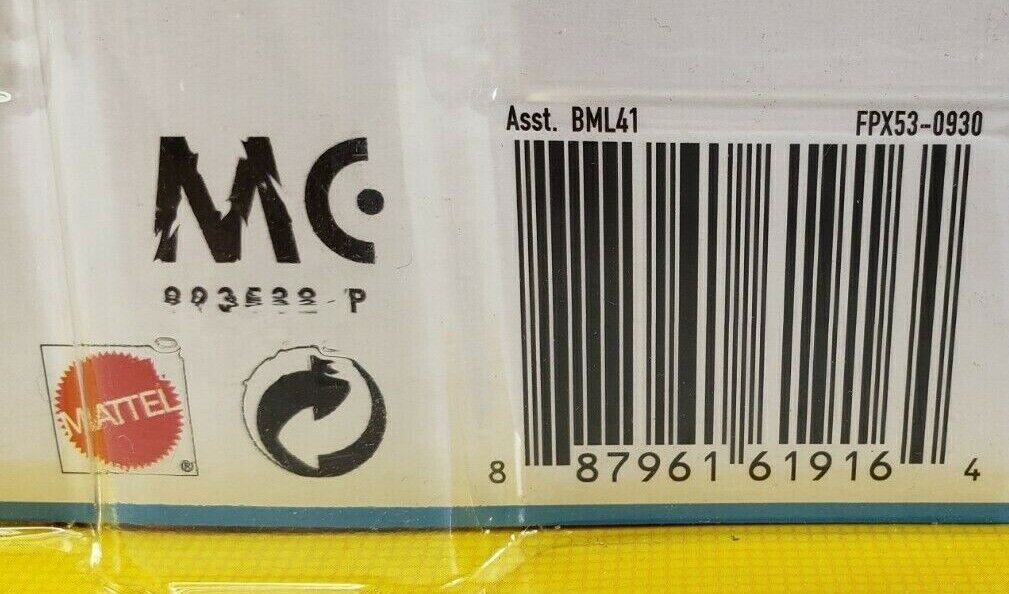 Asst. BML41
FPX53-0930
MC
MATTEL
®
8 87961 61916 4